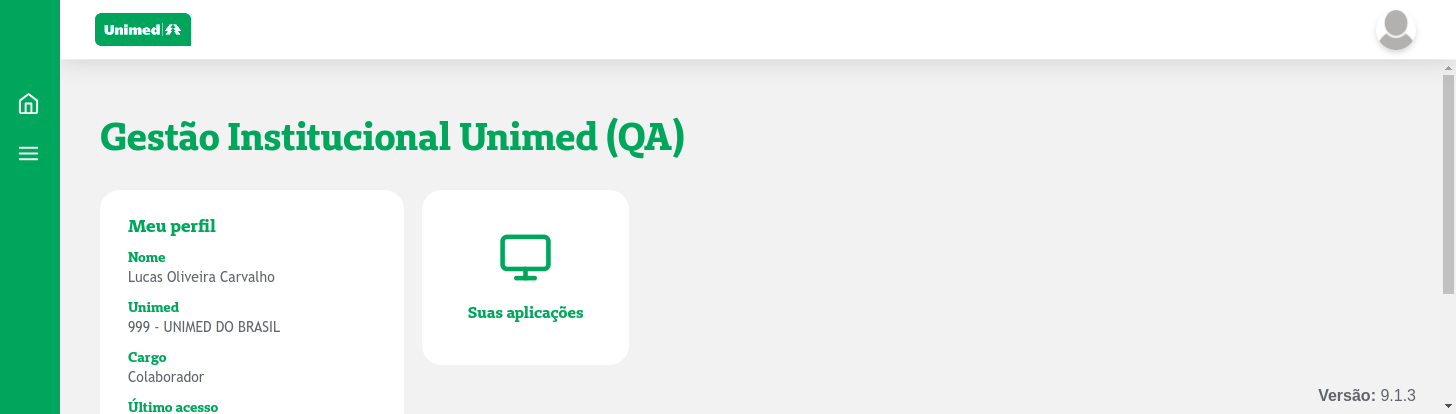 Unimed
Gestão Institucional Unimed (QA)
Meu perfil
Nome
Lucas Oliveira Carvalho
Unimed
999 - UNIMED DO BRASIL
Cargo
Colaborador
Último acesso
Suas aplicações
Versão: 9.1.3